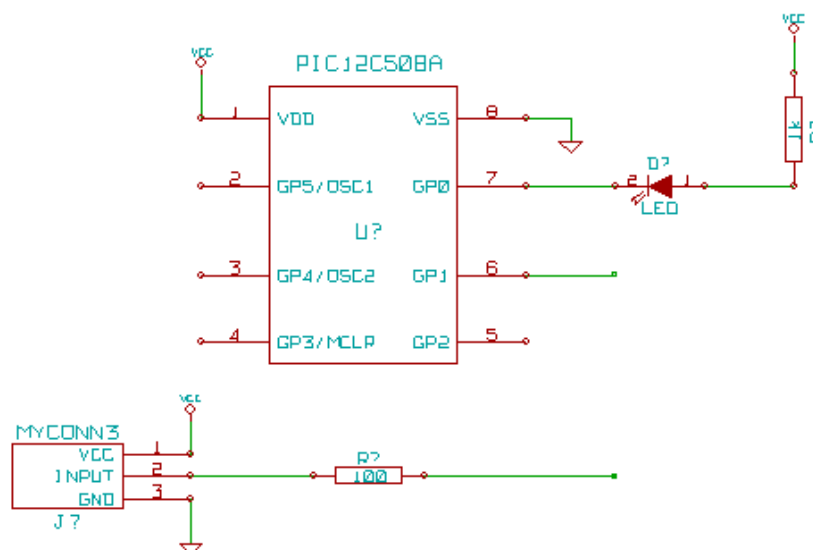 VCC
VCC
PIC12C508A
1 VDD
VSS 8
1k
2 GP5/OSC1
GP0 7
D?
2
1
LED
U?
3 GP4/OSC2
GP1 6
4 GP3/MCLR
GP2 5
VCC
MYCONN3
VCC 1
INPUT 2
GND 3
J?
R?
100